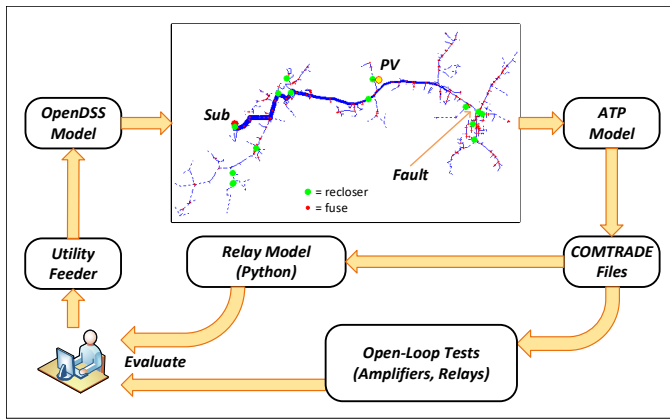 OpenDSS
Model
Sub
PV
Fault
= recloser
= fuse
ATP
Model
Utility
Feeder
Relay Model
(Python)
COMTRADE
Files
Evaluate
Open-Loop Tests
(Amplifiers, Relays)